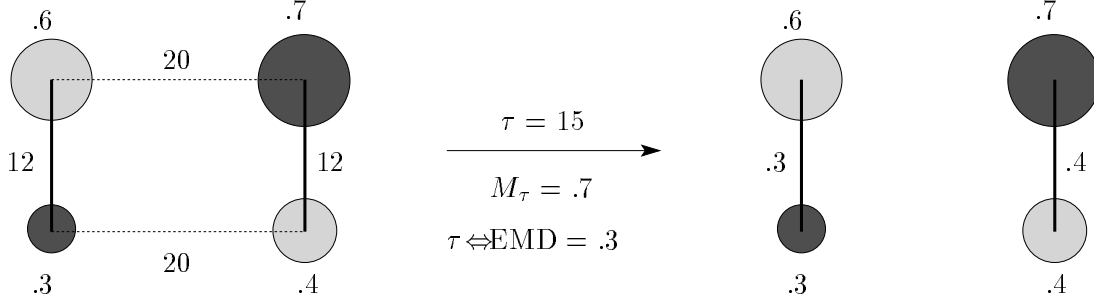 .6 .7 .6 .7
20
τ = 15
12 12 .3 .4
M_τ = .7
τ⇔EMD = .3
20
.3 .4 .3 .4